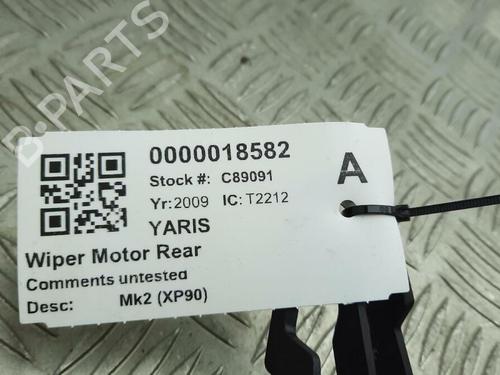 B-PARTS
0000018582
Stock #: C89091
A
Yr:2009 IC: T2212
YARIS
Wiper Motor Rear
Comments untested
Desc: Mk2 (XP90)